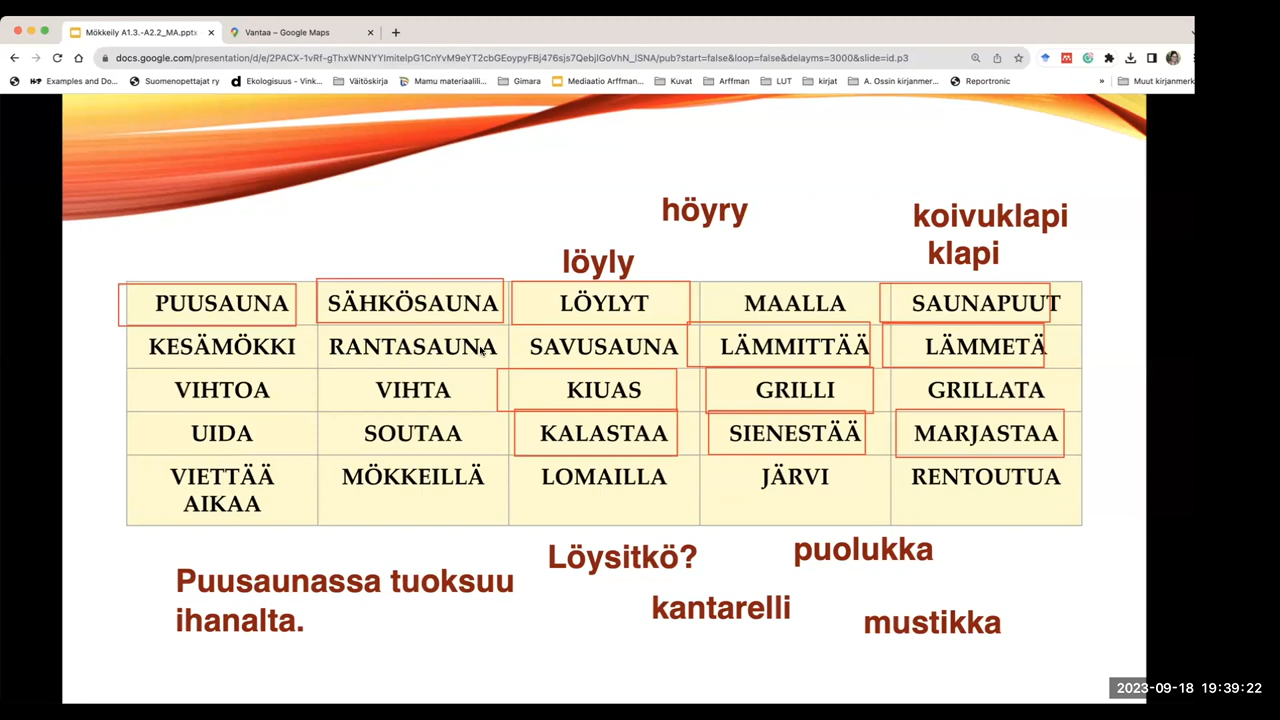 Mökkeily A1.3.-A2.2_MA.pptx
Vantaa – Google Maps
docs.google.com/presentation/d/e/2PACX-1vRf-gThxWNNYYImitelpG1CnYvM9eYT2cbGEoypyFBj476sjs7QebjlGoVhN_lSNA/pub?start=false&loop=false&delayms=3000&slide=id.p3
Examples and Do... Suomenopettajat ry Ekologisuus - Vink... Väitöskirja Mamu materiaalili... Gimara Mediaatio Arffman... Kuvat Arffman LUT kirjat A. Ossin kirjanmer... Reportronic » Muut kirjanmerk
höyry
koivuklapi
klapi
löyly
PUUSAUNA SÄHKÖSAUNA LÖYLYT MAALLA SAUNAPUUT
KESÄMÖKKI RANTASAUNA SAVUSAUNA LÄMMITTÄÄ LÄMMETÄ
VIHTOA VIHTA KIUAS GRILLI GRILLATA
UIDA SOUTAA KALASTAA SIENESTÄÄ MARJASTAA
VIETTÄÄ MÖKKEILLÄ LOMAILLA JÄRVI RENTOUTUA
AIKAA
Löysitkö?
puolukka
Puusaunassa tuoksuu
ihanalta.
kantarelli
mustikka
2023-09-18 19:39:22